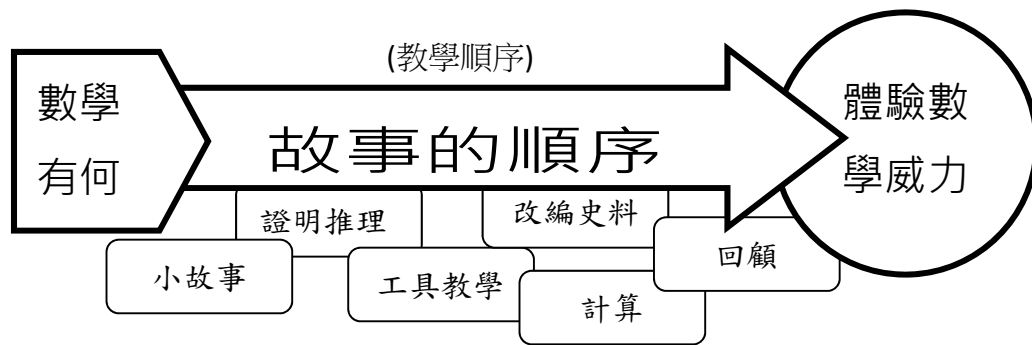 (教學順序)
數學
有何
故事的順序
體驗數
學威力
證明推理
改編史料
小故事
工具教學
計算
回顧